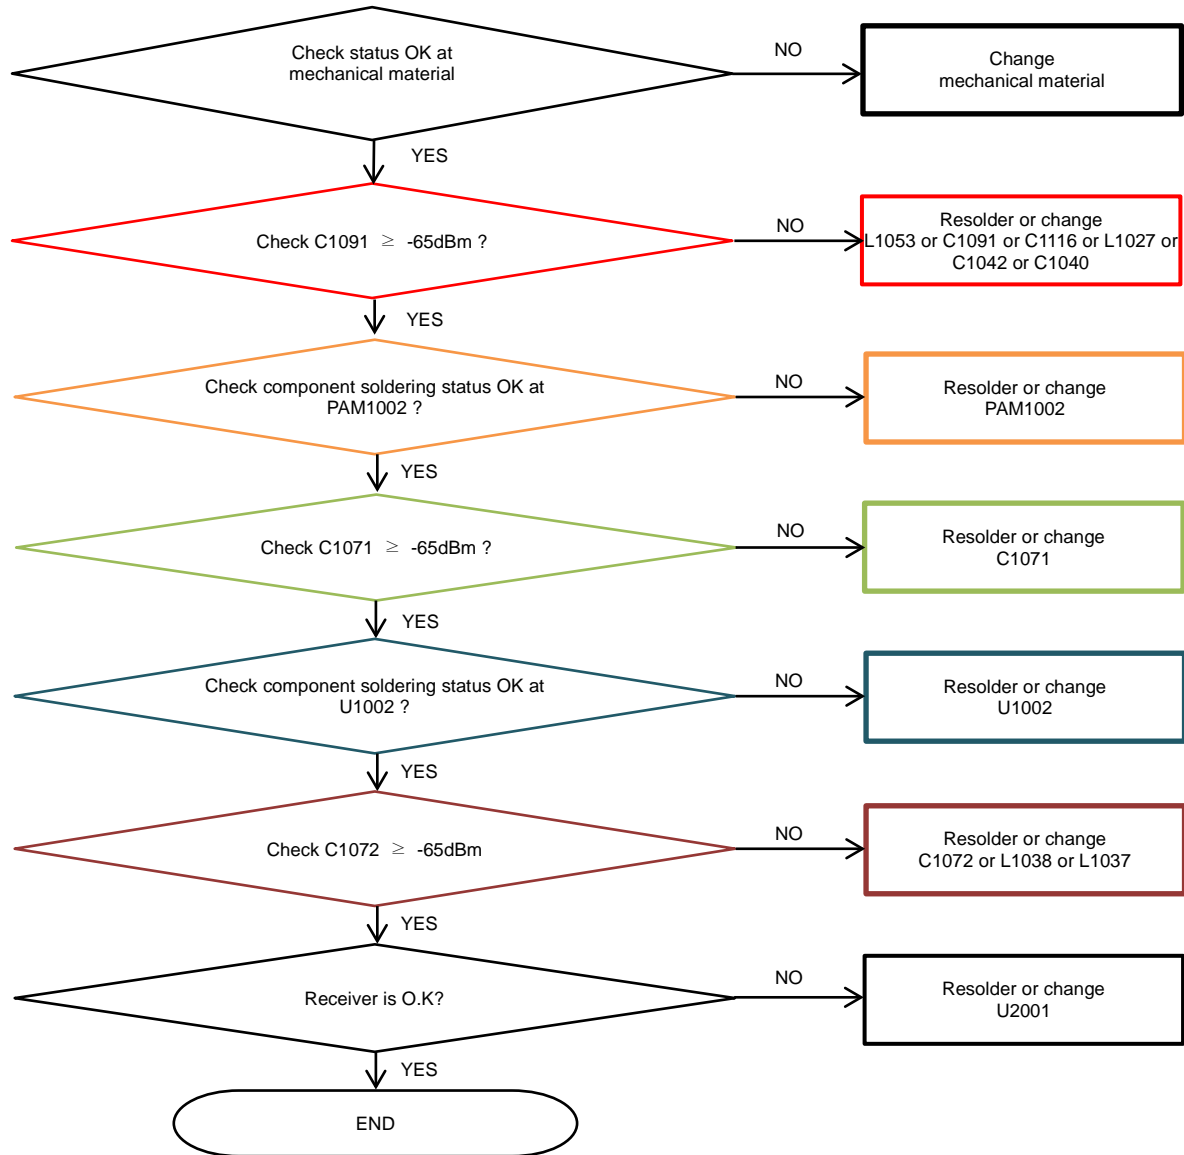 Check status OK at
mechanical material
NO
Change
mechanical material
YES
Check C1091 ≥ -65dBm ?
NO
Resolder or change
L1053 or C1091 or C1116 or L1027 or
C1042 or C1040
YES
Check component soldering status OK at
PAM1002 ?
NO
Resolder or change
PAM1002
YES
Check C1071 ≥ -65dBm ?
NO
Resolder or change
C1071
YES
Check component soldering status OK at
U1002 ?
NO
Resolder or change
U1002
YES
Check C1072 ≥ -65dBm
NO
Resolder or change
C1072 or L1038 or L1037
YES
Receiver is O.K?
NO
Resolder or change
U2001
YES
END